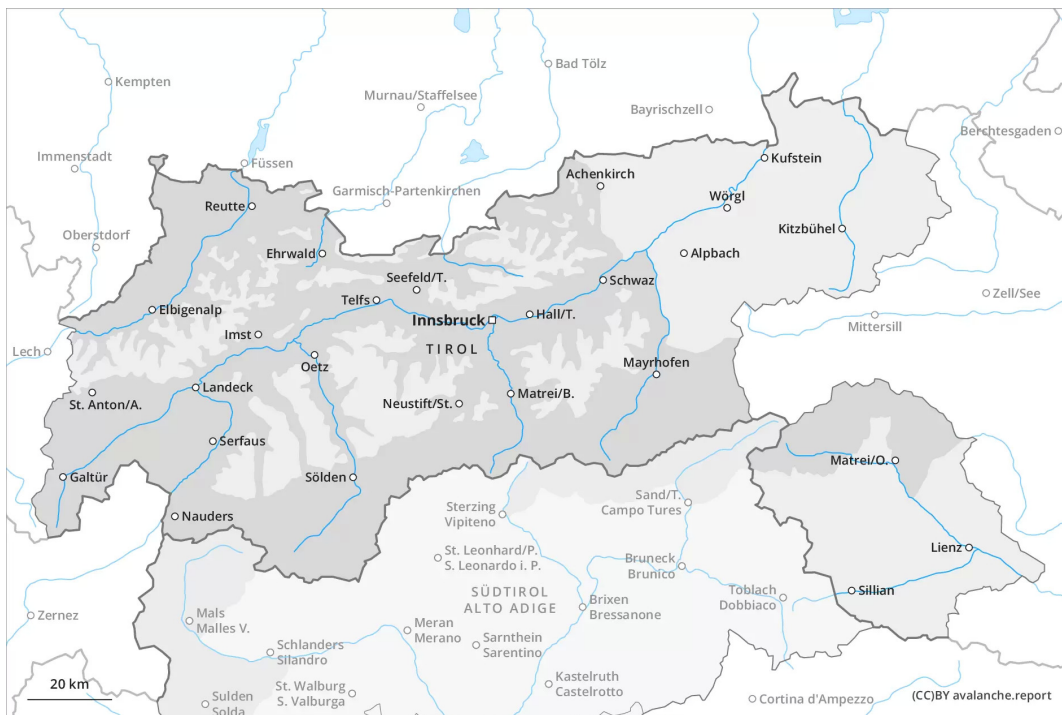 Kempten
Bad Tölz
Murnau/Staffelsee
Bayrischzell
Berchtesgaden
Immenstadt
Füssen
Kufstein
Achenkirch
Garmisch-Partenkirchen
Reutte
Wörgl
Kitzbühel
Oberstdorf
Ehrwald
Alpbach
Seefeld/T.
Schwaz
Zell/See
Telfs
Elbigenalp
Innsbruck
Hall/T.
Mittersill
Imst
TIROL
Lech
Oetz
Mayrhofen
Landeck
St. Anton/A.
Neustift/St.
Matrei/B.
Serfaus
Matrei/O.
Galtür
Sölden
Sand/T.
Campo Tures
Sterzing
Vipiteno
Nauders
Lienz
St. Leonhard/P.
S. Leonardo i. P.
Bruneck
Brunico
SÜDTIROL
ALTO ADIGE
Toblach
Dobbiaco
Sillian
Brixen
Bressanone
Zernez
Mals
Malles V.
Meran
Merano
Sarnthein
Sarentino
Schlanders
Silandro
Kastelruth
Castelrotto
20 km
St. Walburg
S. Valburga
Sulden
Solda
Cortina d'Ampezzo
(CC)BY avalanche.report